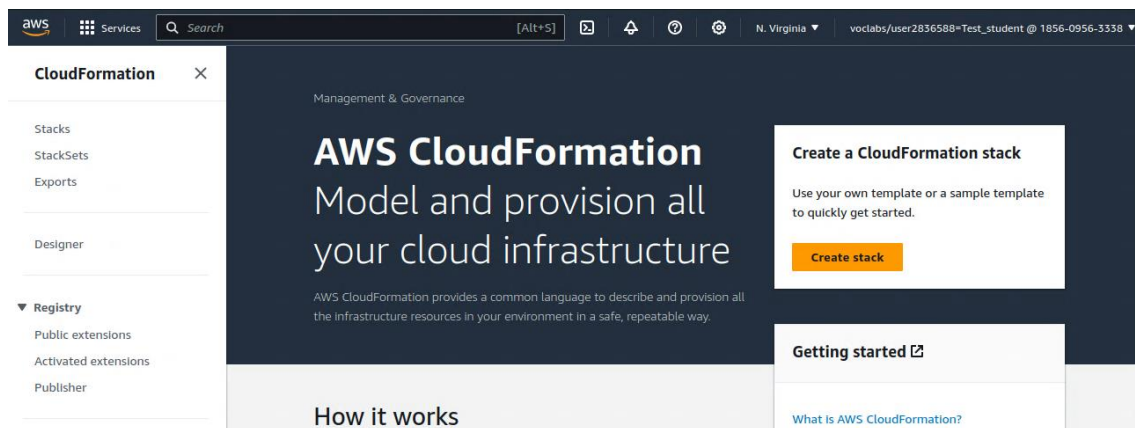 aws
Services
Search
[Alt+S]
N. Virginia
voclabs/user2836588=Test_student @ 1856-0956-3338
CloudFormation
Stacks
StackSets
Exports
Designer
Registry
Public extensions
Activated extensions
Publisher
Management & Governance
AWS CloudFormation
Model and provision all
your cloud infrastructure
AWS CloudFormation provides a common language to describe and provision all
the infrastructure resources in your environment in a safe, repeatable way.
Create a CloudFormation stack
Use your own template or a sample template
to quickly get started.
Create stack
Getting started
What is AWS CloudFormation?
How it works